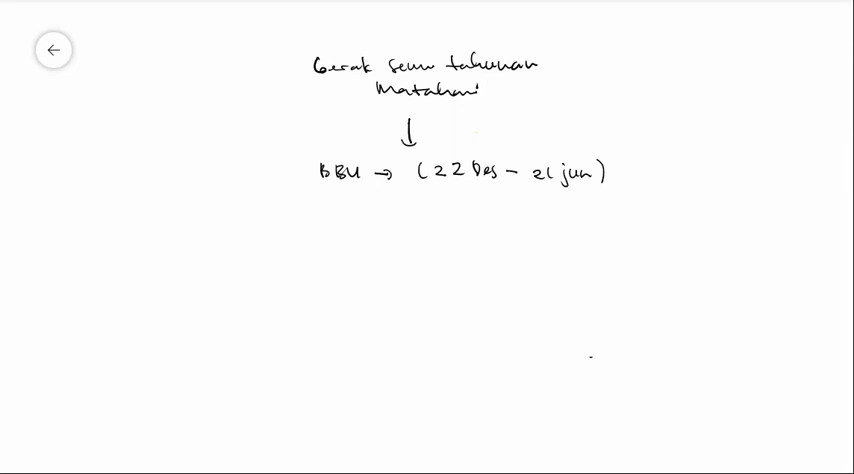 Gerak semu tahunan
Matahari
BBU → (22 Des - 21 jun)